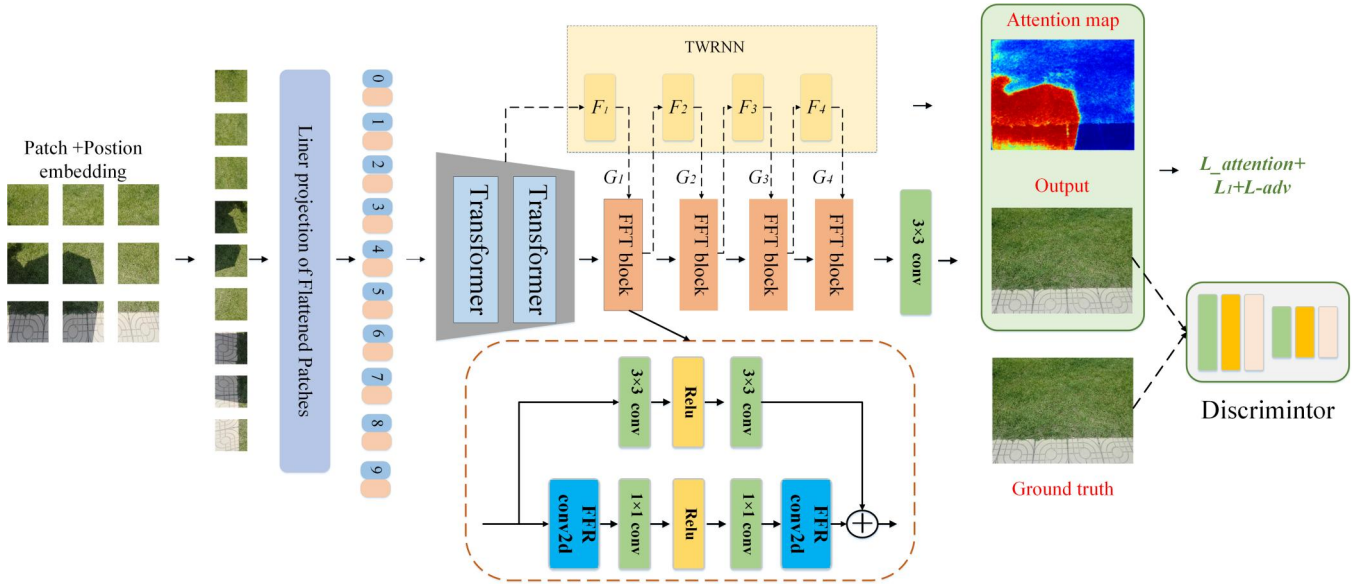 Patch +Postion
embedding
Liner projection of Flattened Patches
0
1
2
3
4
5
6
7
8
9
Transformer
Transformer
TWRNN
F1
F2
F3
F4
G1
G2
G3
G4
FFT block
FFT block
FFT block
FFT block
3×3 conv
3×3 conv
Relu
3×3 conv
FFR
conv2d
1×1 conv
Relu
1×1 conv
FFR
conv2d
Attention map
Output
Ground truth
L_attention+
L1+L-adv
Discrimintor